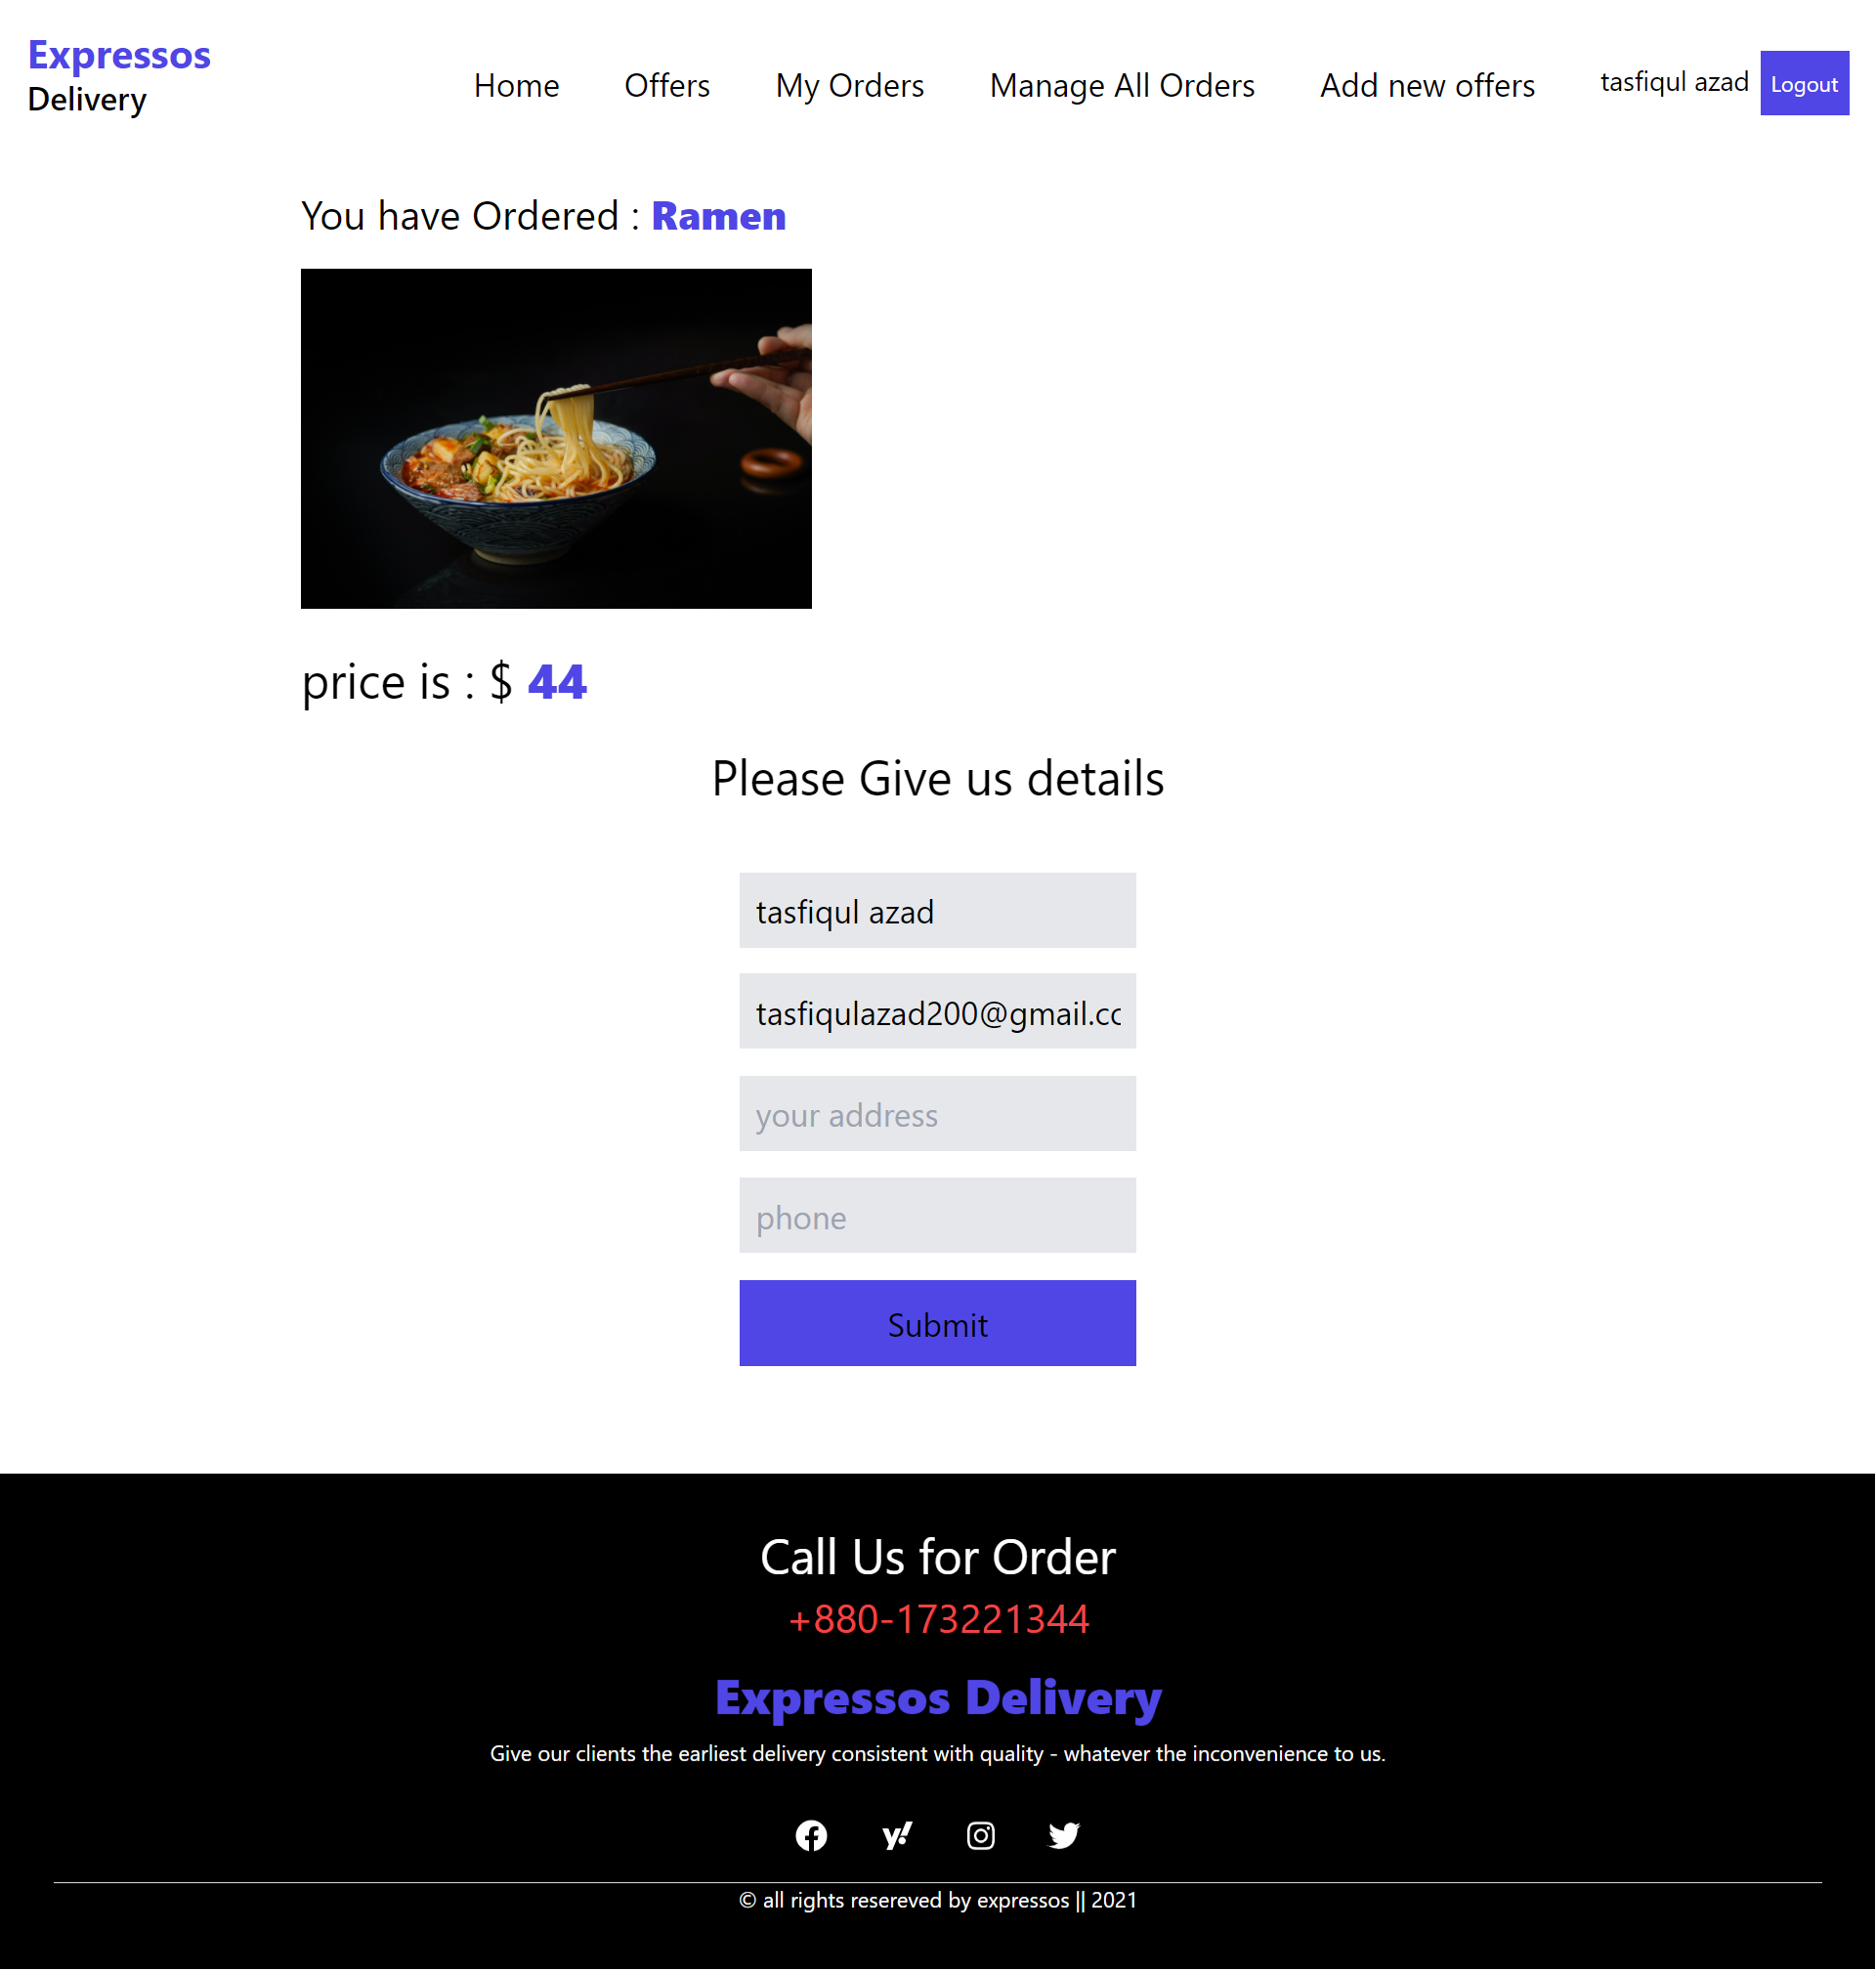 Expressos
Delivery
Home Offers My Orders Manage All Orders Add new offers tasfiqul azad Logout
You have Ordered : Ramen
price is : $ 44
Please Give us details
tasfiqul azad
tasfiqulazad200@gmail.cc
your address
phone
Submit
Call Us for Order
+880-173221344
Expressos Delivery
Give our clients the earliest delivery consistent with quality - whatever the inconvenience to us.
© all rights resereved by expressos || 2021